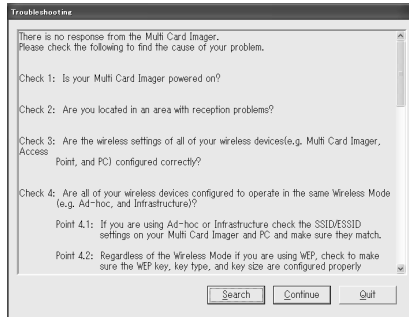 Troubleshooting
There is no response from the Multi Card Imager.
Please check the following to find the cause of your problem.
Check 1: Is your Multi Card Imager powered on?
Check 2: Are you located in an area with reception problems?
Check 3: Are the wireless settings of all of your wireless devices(e.g. Multi Card Imager,
Access
Point, and PC) configured correctly?
Check 4: Are all of your wireless devices configured to operate in the same Wireless Mode
(e.g. Ad-hoc, and Infrastructure)?
Point 4.1: If you are using Ad-hoc or Infrastructure check the SSID/ESSID
settings on your Multi Card Imager and PC and make sure they match.
Point 4.2: Regardless of the Wireless Mode if you are using WEP, check to make
sure the WEP key, key type, and key size are configured properly
Search Continue Quit